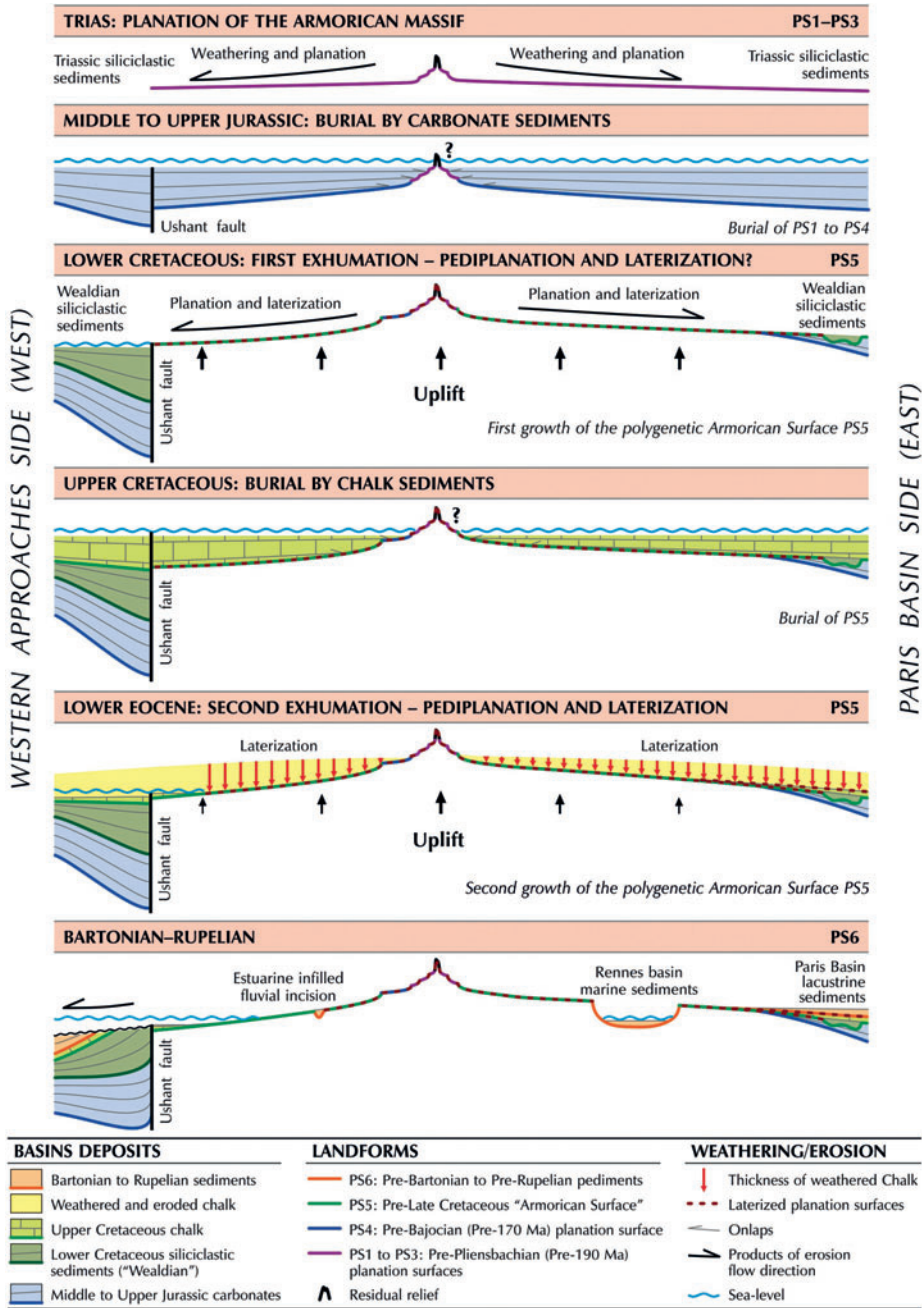 TRIAS: PLANATION OF THE ARMORICAN MASSIF PS1–PS3
Triassic siliciclastic
sediments
Weathering and planation
Weathering and planation
Triassic siliciclastic
sediments
MIDDLE TO UPPER JURASSIC: BURIAL BY CARBONATE SEDIMENTS
?
Ushant fault
Burial of PS1 to PS4
LOWER CRETACEOUS: FIRST EXHUMATION – PEDIPLANATION AND LATERIZATION? PS5
Wealdian
siliciclastic
sediments
Planation and laterization
Planation and laterization
Wealdian
siliciclastic
sediments
Ushant fault
Uplift
First growth of the polygenetic Armorican Surface PS5
UPPER CRETACEOUS: BURIAL BY CHALK SEDIMENTS
?
Ushant fault
Burial of PS5
LOWER EOCENE: SECOND EXHUMATION – PEDIPLANATION AND LATERIZATION PS5
Laterization
Laterization
Ushant fault
Uplift
Second growth of the polygenetic Armorican Surface PS5
BARTONIAN–RUPELIAN PS6
Estuarine infilled
fluvial incision
Rennes basin
marine sediments
Paris Basin
lacustrine
sediments
Ushant fault
WESTERN APPROACHES SIDE (WEST)
PARIS BASIN SIDE (EAST)
BASINS DEPOSITS
Bartonian to Rupelian sediments
Weathered and eroded chalk
Upper Cretaceous chalk
Lower Cretaceous siliciclastic
sediments ("Wealdian")
Middle to Upper Jurassic carbonates
LANDFORMS
PS6: Pre-Bartonian to Pre-Rupelian pediments
PS5: Pre-Late Cretaceous "Armorican Surface"
PS4: Pre-Bajocian (Pre-170 Ma) planation surface
PS1 to PS3: Pre-Pliensbachian (Pre-190 Ma)
planation surfaces
Residual relief
WEATHERING/EROSION
Thickness of weathered Chalk
Laterized planation surfaces
Onlaps
Products of erosion
flow direction
Sea-level